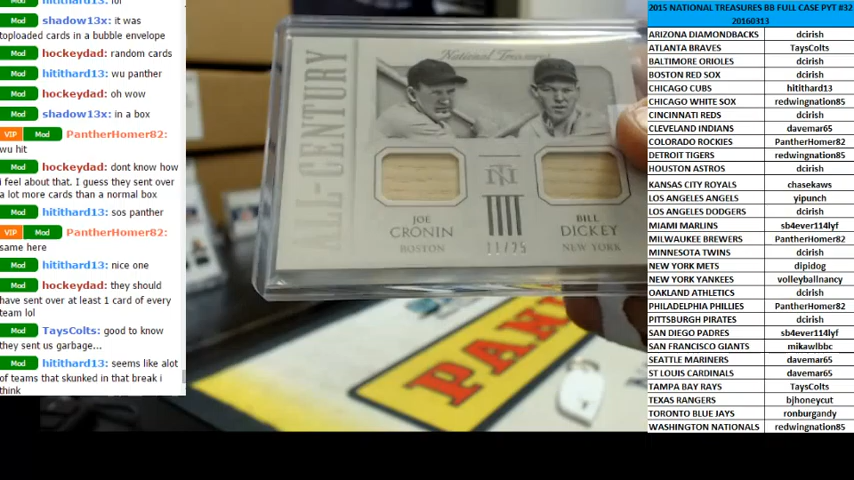 hitithard13: lol
Mod shadow13x: it was
toploaded cards in a bubble envelope
Mod hockeydad: random cards
Mod hitithard13: wu panther
Mod hockeydad: oh wow
Mod shadow13x: in a box
VIP Mod PantherHomer82:
wu hit
Mod hockeydad: dont know how
i feel about that. I guess they sent over
a lot more cards than a normal box
Mod hitithard13: sos panther
VIP Mod PantherHomer82:
same here
Mod hitithard13: nice one
Mod hockeydad: they should
have sent over at least 1 card of every
team lol
Mod TaysColts: good to know
they sent us garbage...
Mod hitithard13: seems like alot
of teams that skunked in that break i
think
National Treasures
ALL-CENTURY
NT
JOE
CRONIN
BOSTON
BILL
DICKEY
NEW YORK
11/25
PANI
2015 NATIONAL TREASURES BB FULL CASE PYT #32
20160313
ARIZONA DIAMONDBACKS dcirish
ATLANTA BRAVES TaysColts
BALTIMORE ORIOLES dcirish
BOSTON RED SOX dcirish
CHICAGO CUBS hitithard13
CHICAGO WHITE SOX redwingnation85
CINCINNATI REDS dcirish
CLEVELAND INDIANS davemar65
COLORADO ROCKIES PantherHomer82
DETROIT TIGERS redwingnation85
HOUSTON ASTROS dcirish
KANSAS CITY ROYALS chasekaws
LOS ANGELES ANGELS yipunch
LOS ANGELES DODGERS dcirish
MIAMI MARLINS sb4ever114lyf
MILWAUKEE BREWERS PantherHomer82
MINNESOTA TWINS dcirish
NEW YORK METS dipidog
NEW YORK YANKEES volleyballnancy
OAKLAND ATHLETICS dcirish
PHILADELPHIA PHILLIES PantherHomer82
PITTSBURGH PIRATES dcirish
SAN DIEGO PADRES sb4ever114lyf
SAN FRANCISCO GIANTS mikawlbbc
SEATTLE MARINERS davemar65
ST LOUIS CARDINALS davemar65
TAMPA BAY RAYS TaysColts
TEXAS RANGERS bjhoneycut
TORONTO BLUE JAYS ronburgandy
WASHINGTON NATIONALS redwingnation85